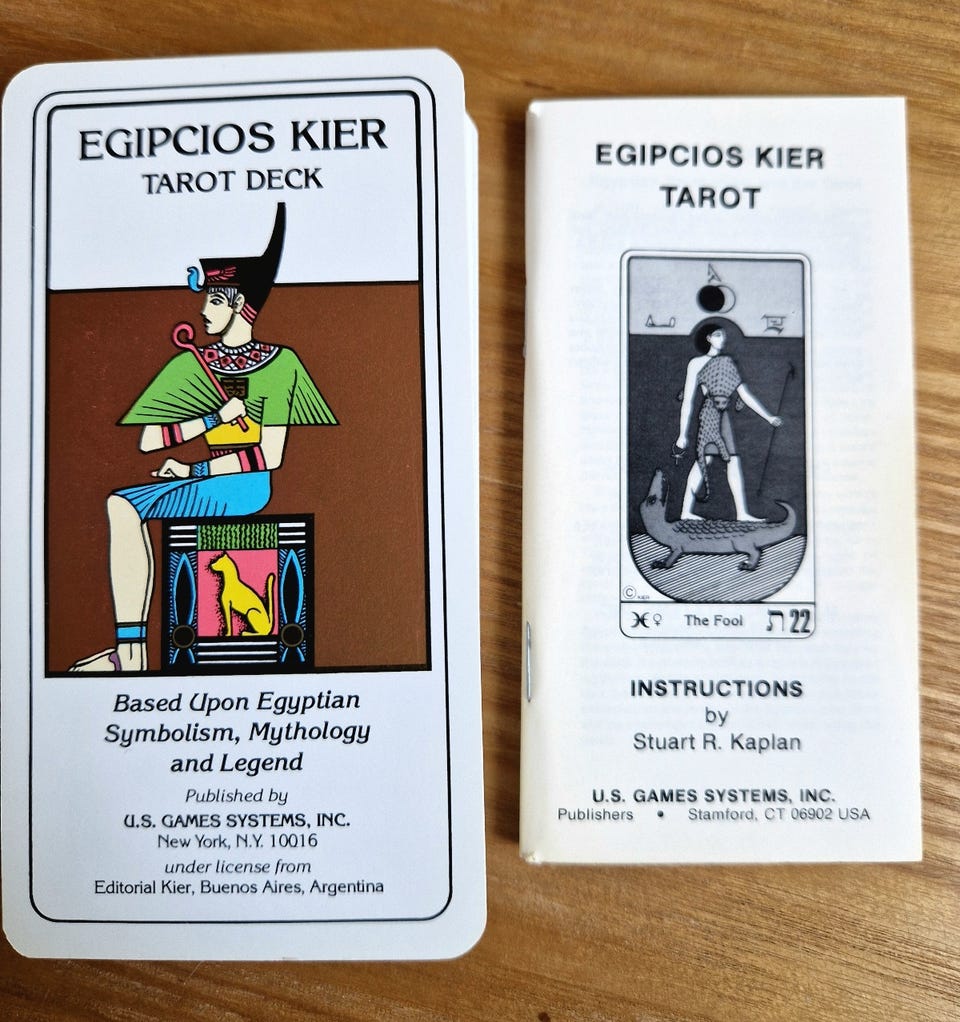 EGIPCIOS KIER
TAROT DECK
Based Upon Egyptian
Symbolism, Mythology
and Legend
Published by
U.S. GAMES SYSTEMS, INC.
New York, N.Y. 10016
under license from
Editorial Kier, Buenos Aires, Argentina
EGIPCIOS KIER
TAROT
© KIER
♓♀ The Fool ת 22
INSTRUCTIONS
by
Stuart R. Kaplan
U.S. GAMES SYSTEMS, INC.
Publishers • Stamford, CT 06902 USA